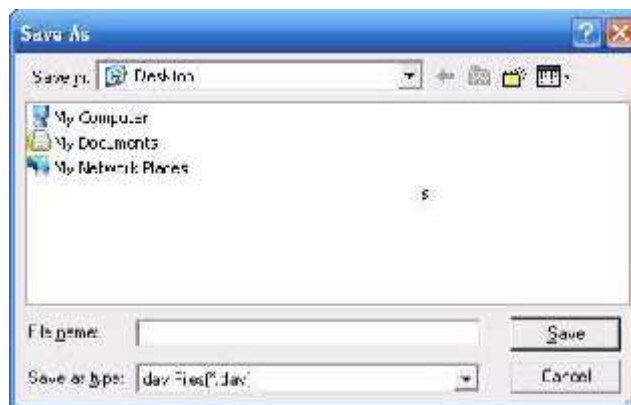 Save As
Save in: Desktop
My Computer
My Documents
My Network Places
s
File name:
Save
Save as type: dav Files(*.dav)
Cancel